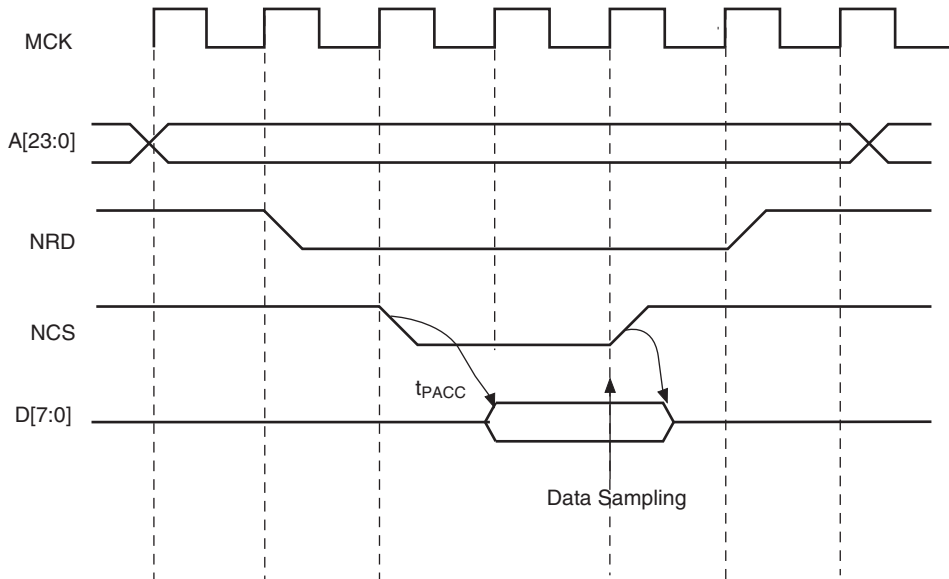 MCK
A[23:0]
NRD
NCS
tPACC
D[7:0]
Data Sampling